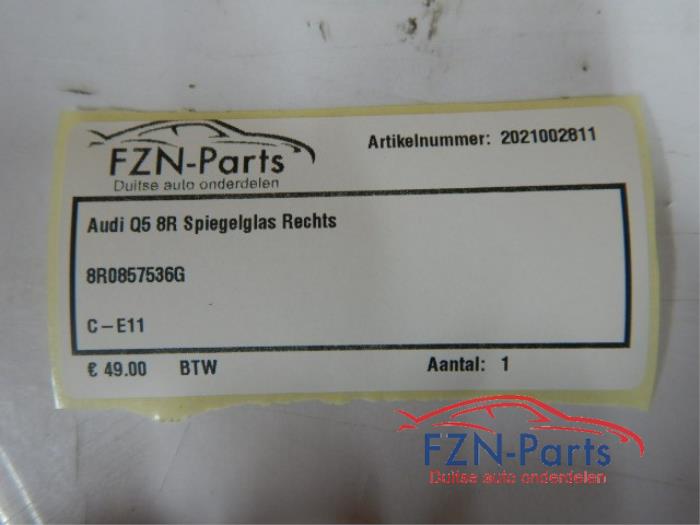 FZN-Parts
Duitse auto onderdelen
Artikelnummer: 2021002811
Audi Q5 8R Spiegelglas Rechts
8R0857536G
C-E11
€ 49.00 BTW Aantal: 1
FZN-Parts
Duitse auto onderdelen